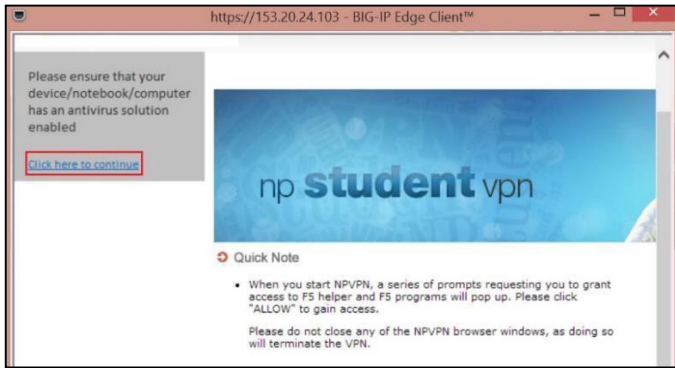 https://153.20.24.103 - BIG-IP Edge Client™
Please ensure that your
device/notebook/computer
has an antivirus solution
enabled
Click here to continue
np student vpn
Quick Note
When you start NPVPN, a series of prompts requesting you to grant
access to F5 helper and F5 programs will pop up. Please click
"ALLOW" to gain access.
Please do not close any of the NPVPN browser windows, as doing so
will terminate the VPN.